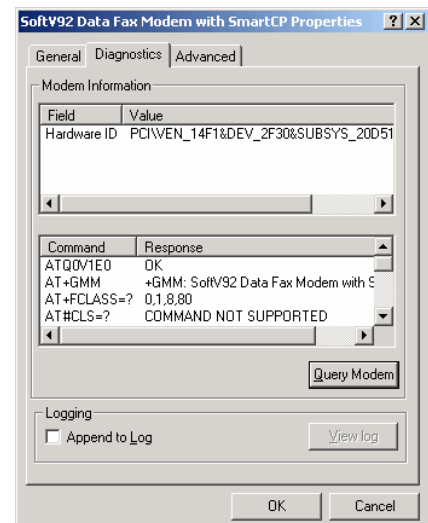 SoftV92 Data Fax Modem with SmartCP Properties
General Diagnostics Advanced
Modem Information
Field Value
Hardware ID PCI\VEN_14F1&DEV_2F30&SUBSYS_20D51
Command Response
ATQ0V1E0 OK
AT+GMM +GMM: SoftV92 Data Fax Modem with S
AT+FCLASS=? 0,1,8,80
AT#CLS=? COMMAND NOT SUPPORTED
Query Modem
Logging
Append to Log View log
OK Cancel